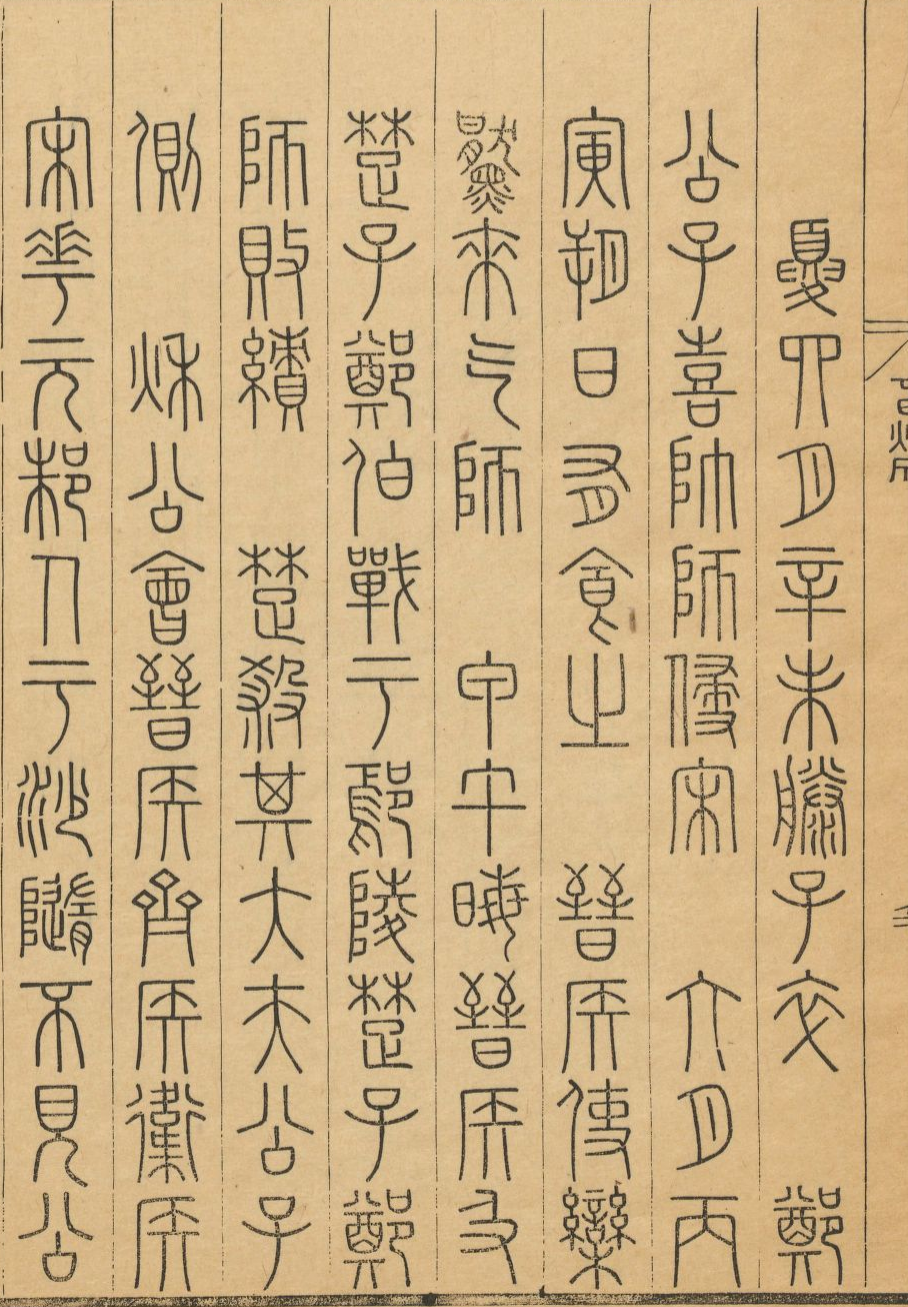 夏四月辛未滕子卒　鄭
公子喜帥師侵宋　六月丙
寅朔日有食之　晉侯使欒
黶來乞師　甲午晦晉侯及
楚子鄭伯戰于鄢陵楚子鄭
師敗績　楚殺其大夫公子
側　秋公會晉侯齊侯衛侯
宋華元邾人于沙隨不見公